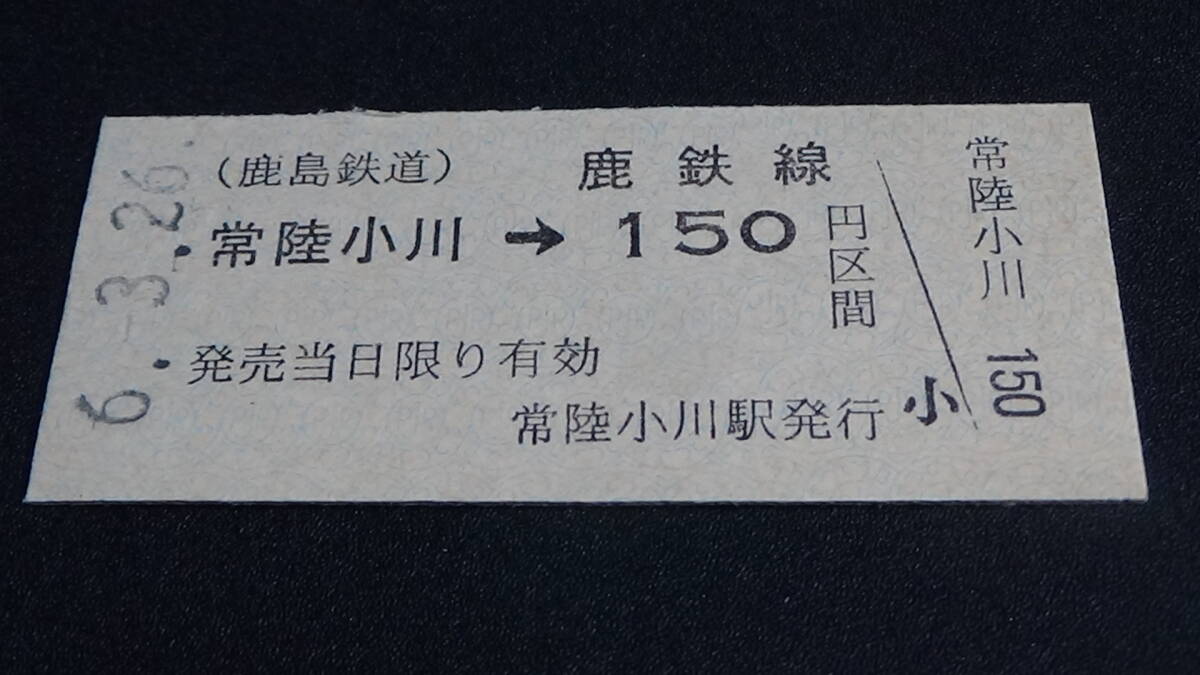 6.-3.26.
(鹿島鉄道) 鹿鉄線
常陸小川 → 150 円区間
発売当日限り有効
常陸小川駅発行
小
常陸小川 150